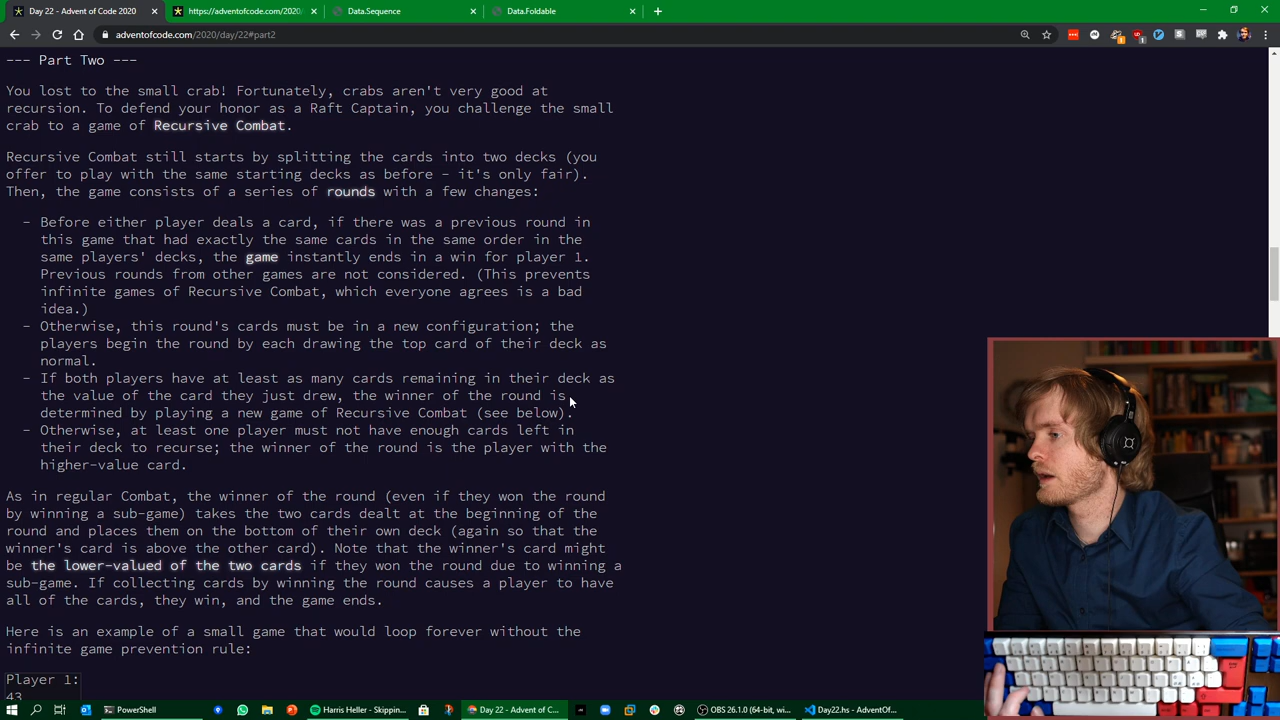 Day 22 - Advent of Code 2020
https://adventofcode.com/2020/
Data.Sequence
Data.Foldable
adventofcode.com/2020/day/22#part2
--- Part Two ---
You lost to the small crab! Fortunately, crabs aren't very good at
recursion. To defend your honor as a Raft Captain, you challenge the small
crab to a game of Recursive Combat.
Recursive Combat still starts by splitting the cards into two decks (you
offer to play with the same starting decks as before - it's only fair).
Then, the game consists of a series of rounds with a few changes:
- Before either player deals a card, if there was a previous round in
this game that had exactly the same cards in the same order in the
same players' decks, the game instantly ends in a win for player 1.
Previous rounds from other games are not considered. (This prevents
infinite games of Recursive Combat, which everyone agrees is a bad
idea.)
- Otherwise, this round's cards must be in a new configuration; the
players begin the round by each drawing the top card of their deck as
normal.
- If both players have at least as many cards remaining in their deck as
the value of the card they just drew, the winner of the round is
determined by playing a new game of Recursive Combat (see below).
- Otherwise, at least one player must not have enough cards left in
their deck to recurse; the winner of the round is the player with the
higher-value card.
As in regular Combat, the winner of the round (even if they won the round
by winning a sub-game) takes the two cards dealt at the beginning of the
round and places them on the bottom of their own deck (again so that the
winner's card is above the other card). Note that the winner's card might
be the lower-valued of the two cards if they won the round due to winning a
sub-game. If collecting cards by winning the round causes a player to have
all of the cards, they win, and the game ends.
Here is an example of a small game that would loop forever without the
infinite game prevention rule:
Player 1:
43
PowerShell
Harris Heller - Skippin...
Day 22 - Advent of C...
OBS 26.1.0 (64-bit, wi...
Day22.hs - AdventOf...